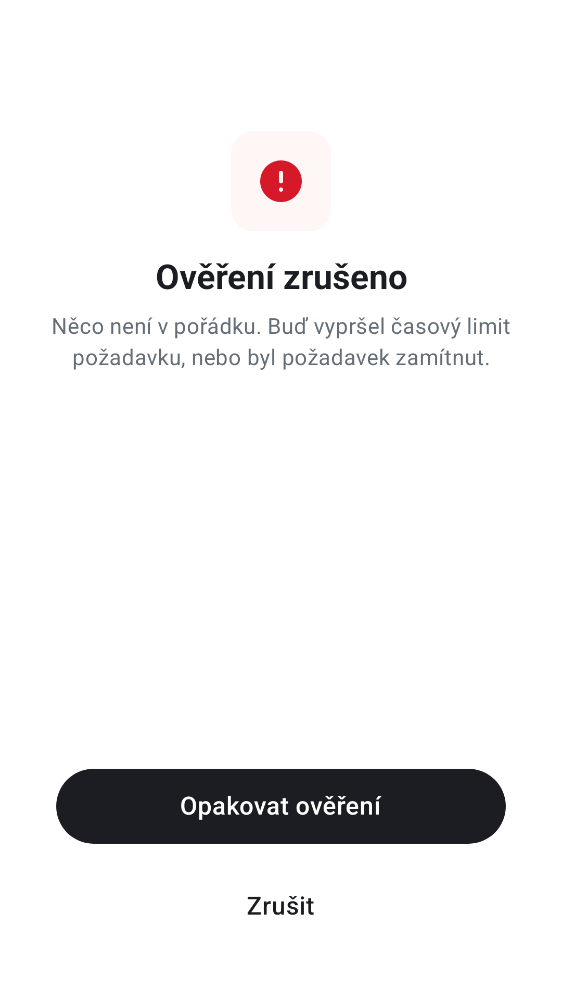 Ověření zrušeno
Něco není v pořádku. Buď vypršel časový limit
požadavku, nebo byl požadavek zamítnut.
Opakovat ověření
Zrušit